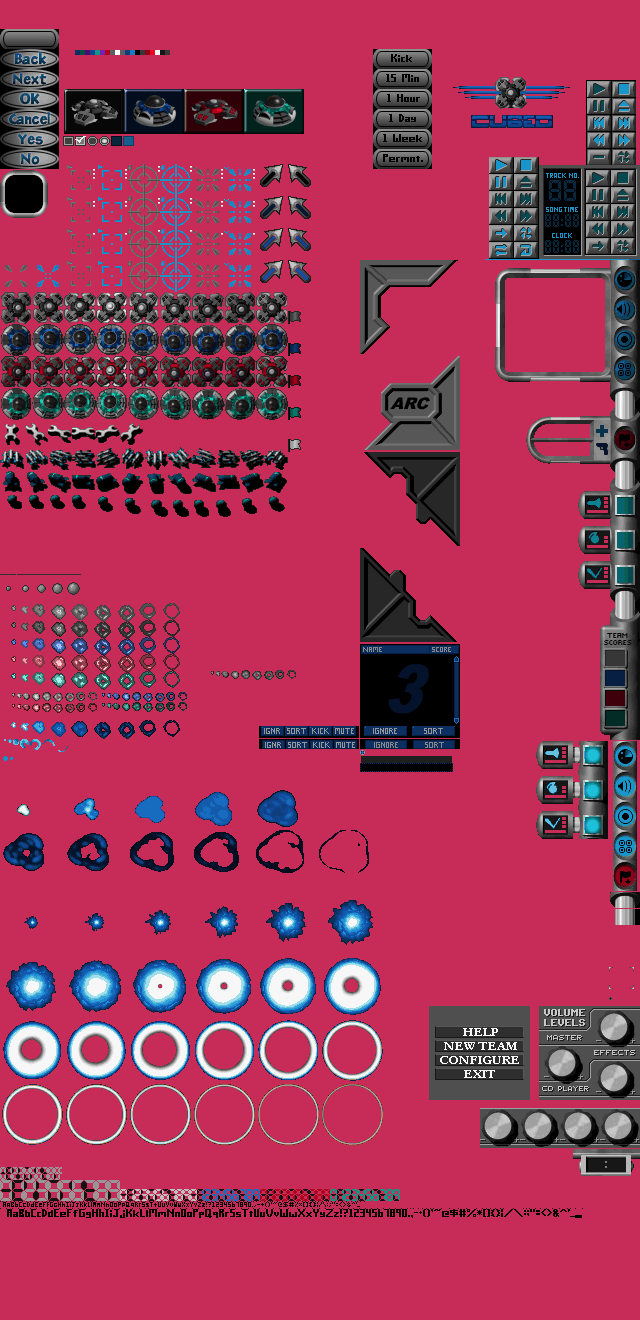 Back
Next
OK
Cancel
Yes
No
Kick
15 Min
1 Hour
1 Day
1 Week
Permnt.
CUBED
TRACK NO.
SONG TIME
CLOCK
ARC
TEAM
SCORES
NAME SCORE
3
IGNR SORT KICK MUTE IGNORE SORT
IGNR SORT KICK MUTE IGNORE SORT
HELP
NEW TEAM
CONFIGURE
EXIT
VOLUME
LEVELS
MASTER
EFFECTS
CD PLAYER